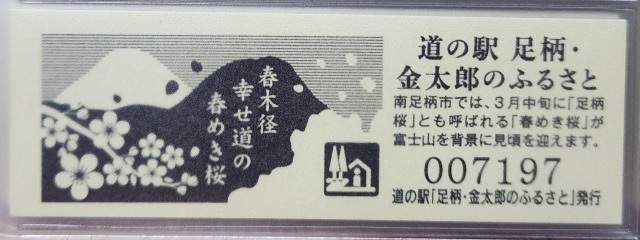 春木径
幸せ道の
春めき桜
道の駅 足柄・
金太郎のふるさと
南足柄市では、3月中旬に「足柄
桜」とも呼ばれる「春めき桜」が
富士山を背景に見頃を迎えます。
007197
道の駅「足柄・金太郎のふるさと」発行